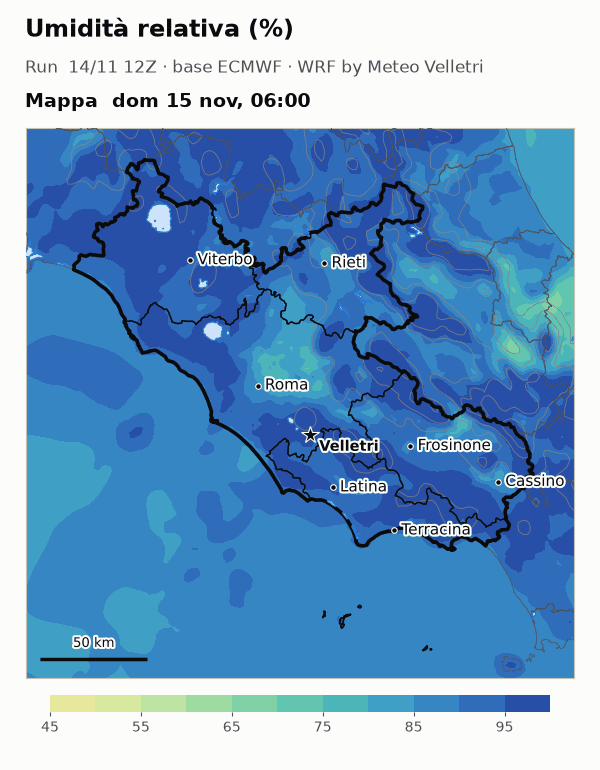 Umidità relativa (%)
Run  14/11 12Z · base ECMWF · WRF by Meteo Velletri
Mappa  dom 15 nov, 06:00
Viterbo
Rieti
Roma
Velletri
Frosinone
Cassino
Latina
Terracina
50 km
45 55 65 75 85 95